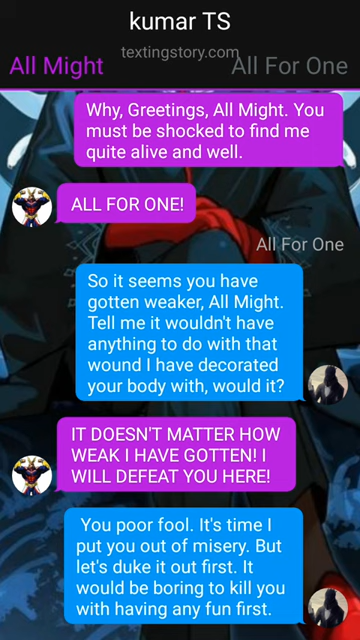 kumar TS
textingstory.com
All Might
All For One
Why, Greetings, All Might. You
must be shocked to find me
quite alive and well.
ALL FOR ONE!
All For One
So it seems you have
gotten weaker, All Might.
Tell me it wouldn't have
anything to do with that
wound I have decorated
your body with, would it?
IT DOESN'T MATTER HOW
WEAK I HAVE GOTTEN! I
WILL DEFEAT YOU HERE!
You poor fool. It's time I
put you out of misery. But
let's duke it out first. It
would be boring to kill you
with having any fun first.